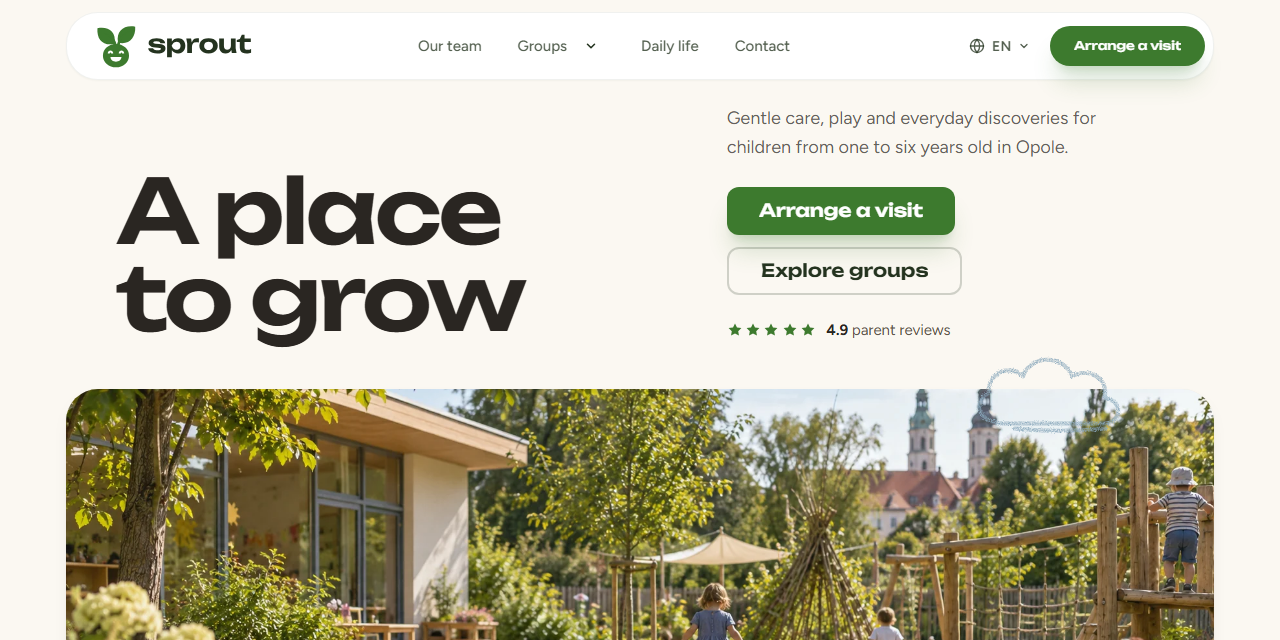 sprout
Our team
Groups
Daily life
Contact
EN
Arrange a visit
A place
to grow
Gentle care, play and everyday discoveries for
children from one to six years old in Opole.
Arrange a visit
Explore groups
4.9 parent reviews